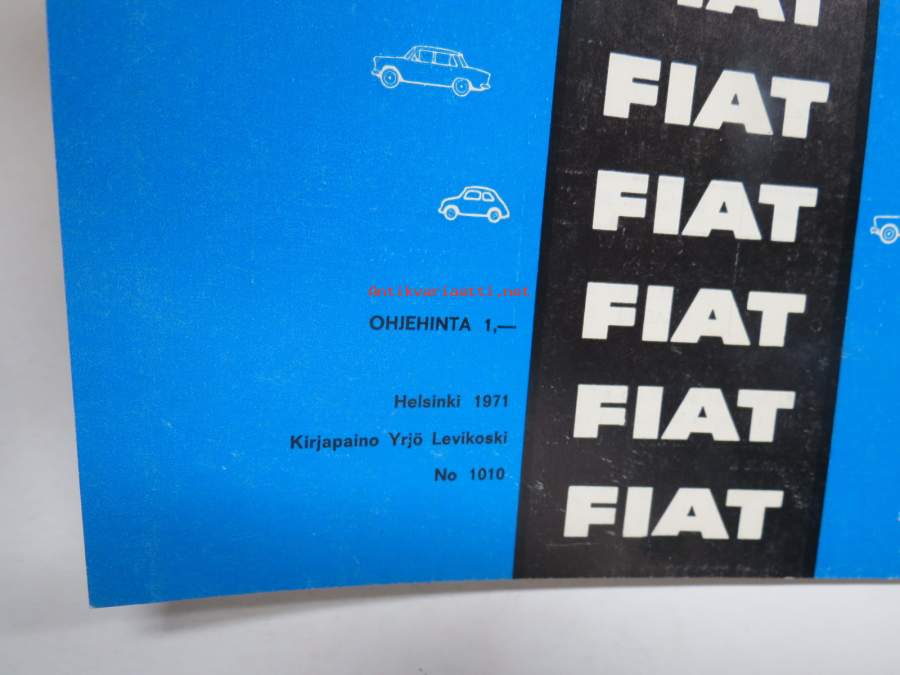 FIAT
FIAT
FIAT
Antikvariaatti.net
FIAT
OHJEHINTA 1,—
FIAT
Helsinki 1971
Kirjapaino Yrjö Levikoski
No 1010
FIAT